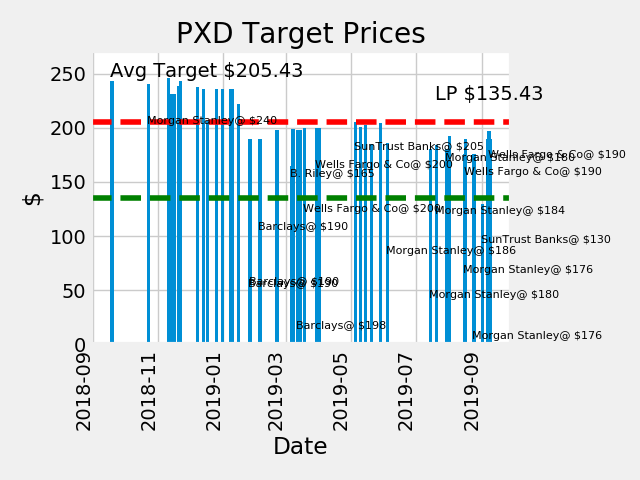 PXD Target Prices
Avg Target $205.43
LP $135.43
250
200
150
100
50
0
$
Morgan Stanley@ $240
SunTrust Banks@ $205
Wells Fargo & Co@ $190
Morgan Stanley@ $180
Wells Fargo & Co@ $200
B. Riley@ $165
Wells Fargo & Co@ $190
Wells Fargo & Co@ $200
Morgan Stanley@ $184
Barclays@ $190
SunTrust Banks@ $130
Morgan Stanley@ $186
Morgan Stanley@ $176
Barclays@ $190
Barclays@ $190
Morgan Stanley@ $180
Barclays@ $198
Morgan Stanley@ $176
2018-09
2018-11
2019-01
2019-03
2019-05
2019-07
2019-09
Date